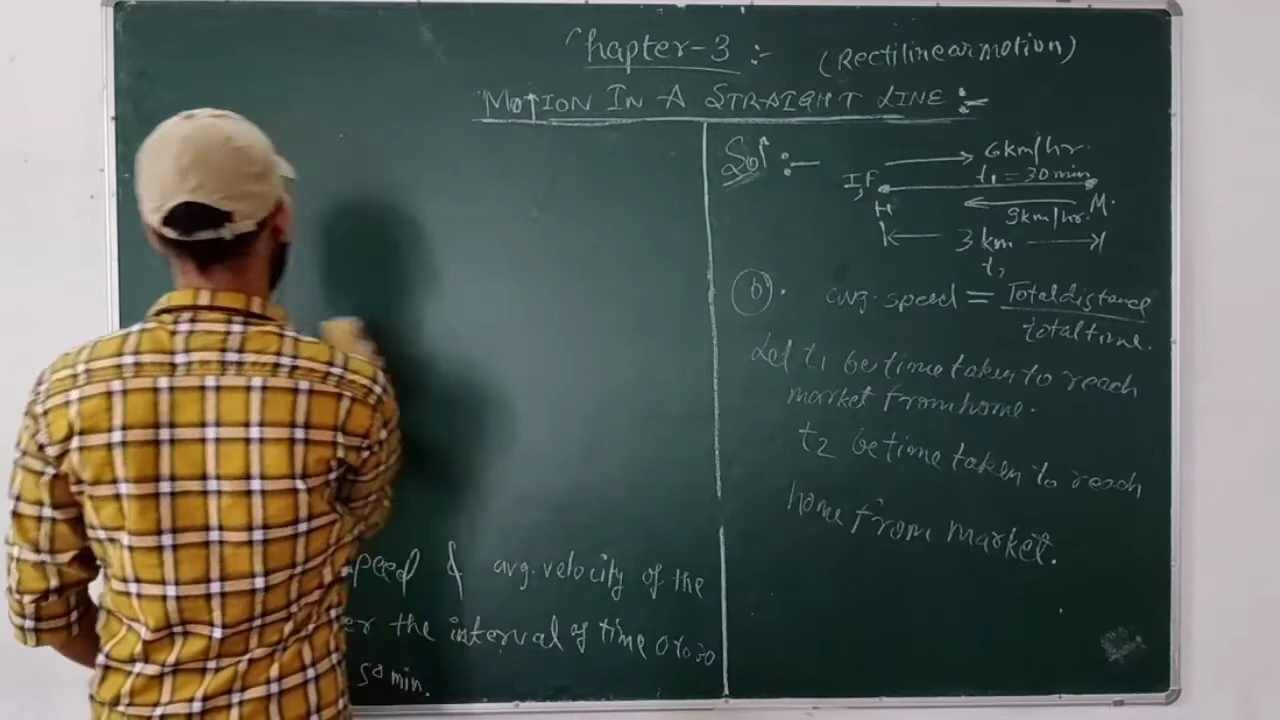 Chapter-3 :- (Rectilinear motion)
MOTION IN A STRAIGHT LINE :-
Sol :-
6km/hr.
t₁ = 30 min
I, F
H
M.
9km/hr.
3 km
(b). avg. speed = Total distance
total time.
Let t₁ be time taken to reach
market from home.
t₂ be time taken to reach
home from market.
speed & avg. velocity of the
the interval of time 0 to 30
50 min.